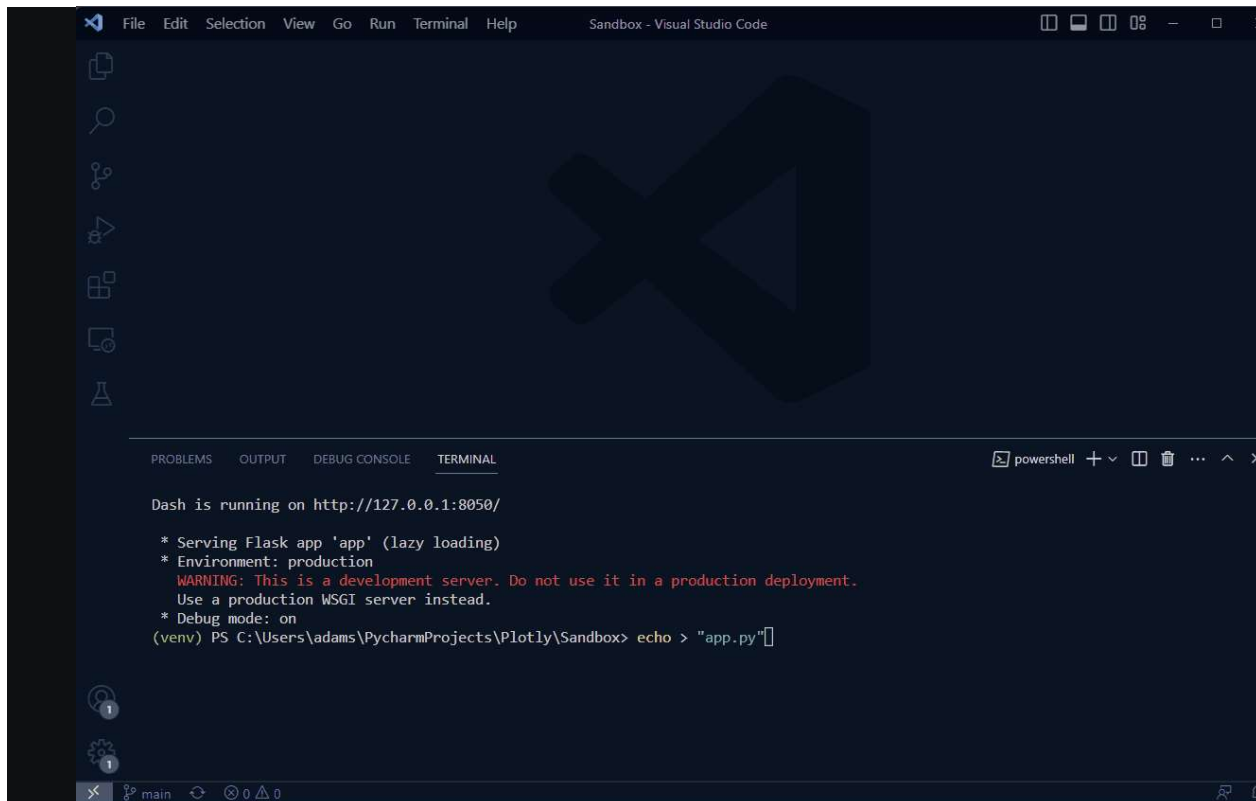 File Edit Selection View Go Run Terminal Help Sandbox - Visual Studio Code
PROBLEMS OUTPUT DEBUG CONSOLE TERMINAL powershell
Dash is running on http://127.0.0.1:8050/
* Serving Flask app 'app' (lazy loading)
* Environment: production
WARNING: This is a development server. Do not use it in a production deployment.
Use a production WSGI server instead.
* Debug mode: on
(venv) PS C:\Users\adams\PycharmProjects\Plotly\Sandbox> echo > "app.py"
1
1
main 0 0